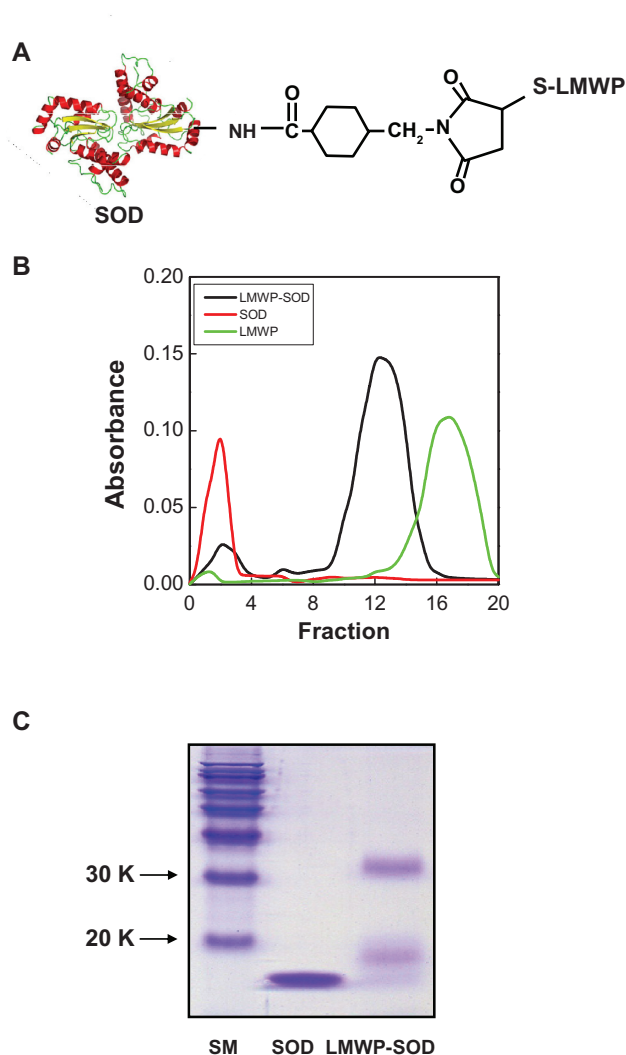 A
SOD
NH
O
CH2
N
O
O
S-LMWP
B
Absorbance
0.20
0.15
0.10
0.05
0.00
LMWP-SOD
SOD
LMWP
0 4 8 12 16 20
Fraction
C
30 K
20 K
SM SOD LMWP-SOD